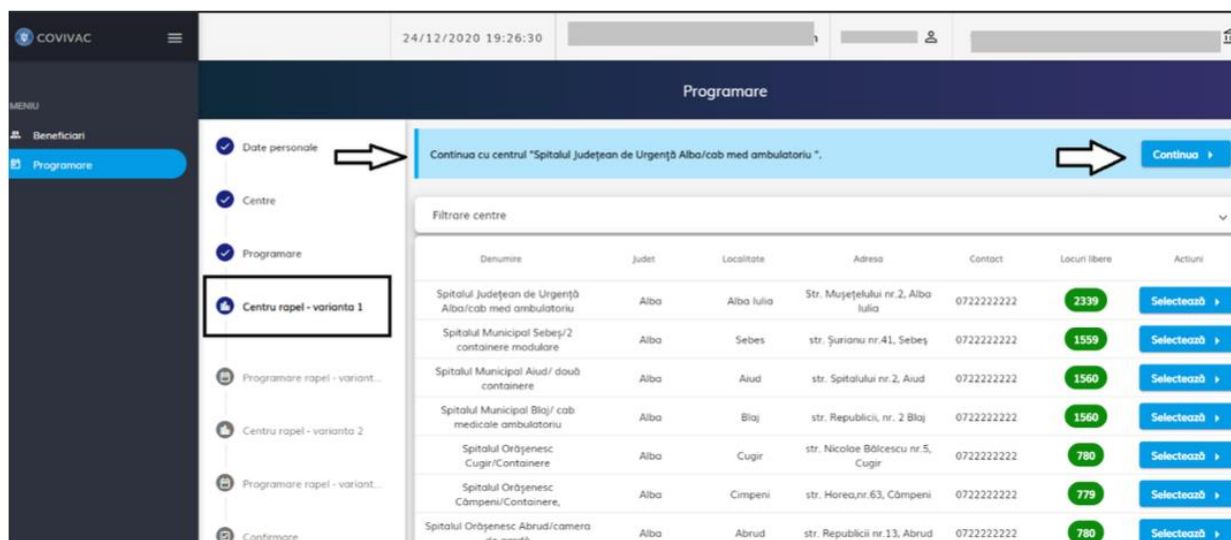 COVIVAC
24/12/2020 19:26:30
Programare
MENIU
Beneficiari
Programare
Date personale
Centre
Programare
Centru rapel - varianta 1
Programare rapel - variant...
Centru rapel - varianta 2
Programare rapel - variant...
Confirmare
Continua cu centrul "Spitalul Județean de Urgență Alba/cab med ambulatoriu ".
Continua
Filtrare centre
Denumire Judet Localitate Adresa Contact Locuri libere Actiuni
Spitalul Județean de Urgență
Alba/cab med ambulatoriu Alba Alba Iulia Str. Mușețelului nr.2, Alba
Iulia 0722222222 2339 Selectează
Spitalul Municipal Sebeș/2
containere modulare Alba Sebes str. Șurianu nr.41, Sebeș 0722222222 1559 Selectează
Spitalul Municipal Aiud/ două
containere Alba Aiud str. Spitalului nr.2, Aiud 0722222222 1560 Selectează
Spitalul Municipal Blaj/ cab
medicale ambulatoriu Alba Blaj str. Republicii, nr. 2 Blaj 0722222222 1560 Selectează
Spitalul Orășenesc
Cugir/Containere Alba Cugir str. Nicolae Bălcescu nr.5,
Cugir 0722222222 780 Selectează
Spitalul Orășenesc
Câmpeni/Containere, Alba Cimpeni str. Horea,nr.63, Câmpeni 0722222222 779 Selectează
Spitalul Orășenesc Abrud/camera
de gardă Alba Abrud str. Republicii nr.13, Abrud 0722222222 780 Selectează